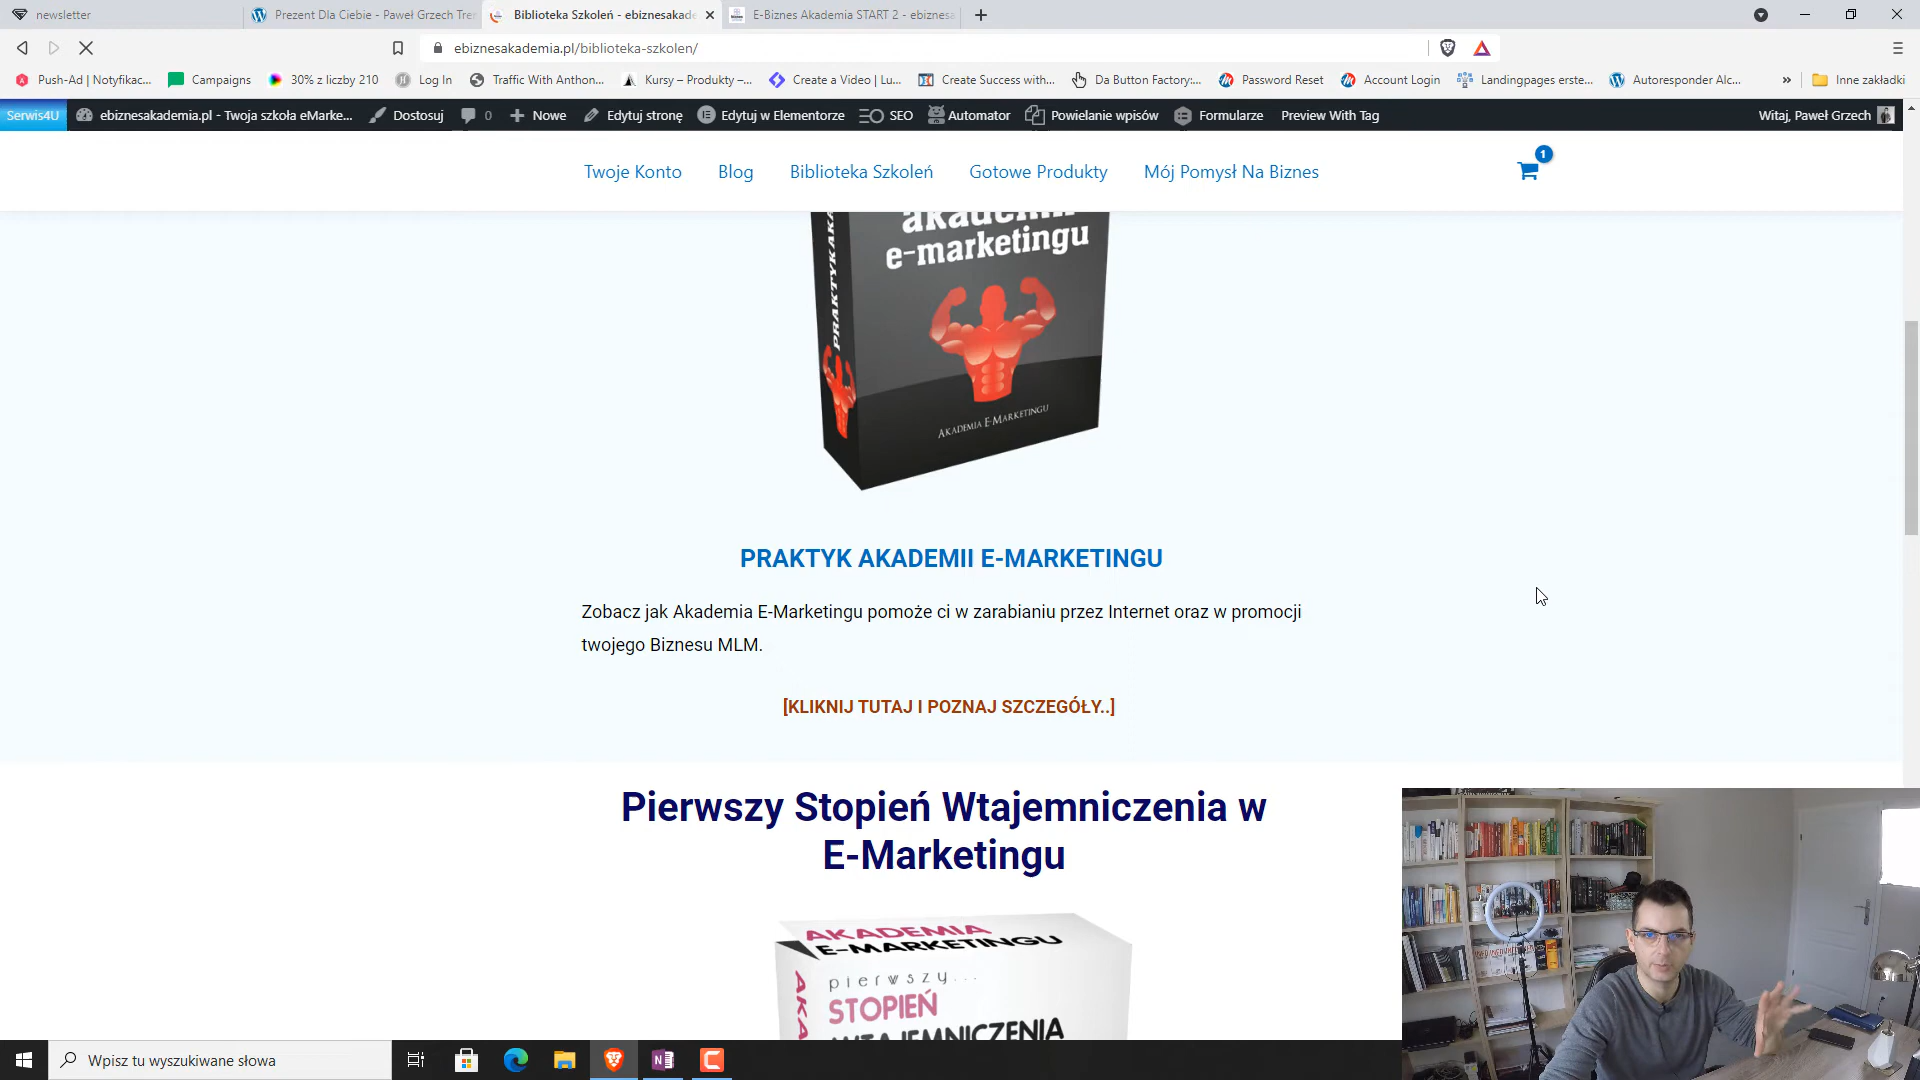 newsletter
Prezent Dla Ciebie - Paweł Grzech Tre
Biblioteka Szkoleń - ebiznesakade
E-Biznes Akademia START 2 - ebiznesa
ebiznesakademia.pl/biblioteka-szkolen/
Push-Ad | Notyfikac...
Campaigns
30% z liczby 210
Log In
Traffic With Anthon...
Kursy – Produkty –...
Create a Video | Lu...
Create Success with...
Da Button Factory:...
Password Reset
Account Login
Landingpages erste...
Autoresponder Alc...
»
Inne zakładki
Serwis4U
ebiznesakademia.pl - Twoja szkoła eMarke...
Dostosuj
0
Nowe
Edytuj stronę
Edytuj w Elementorze
SEO
Automator
Powielanie wpisów
Formularze
Preview With Tag
Witaj, Paweł Grzech
Twoje Konto
Blog
Biblioteka Szkoleń
Gotowe Produkty
Mój Pomysł Na Biznes
1
akademii
e-marketingu
AKADEMIA E-MARKETINGU
PRAKTYK AKADEMII E-MARKETINGU
Zobacz jak Akademia E-Marketingu pomoże ci w zarabianiu przez Internet oraz w promocji
twojego Biznesu MLM.
[KLIKNIJ TUTAJ I POZNAJ SZCZEGÓŁY..]
Pierwszy Stopień Wtajemniczenia w
E-Marketingu
AKADEMIA
E-MARKETINGU
pierwszy...
STOPIEŃ
WTAJEMNICZENIA
AKA
Wpisz tu wyszukiwane słowa